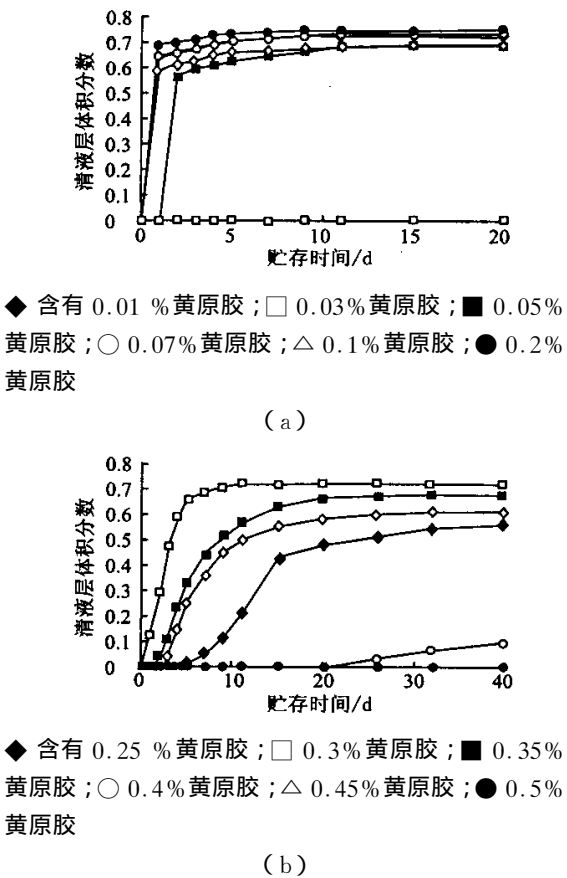 清液层体积分数
0.8
0.7
0.6
0.5
0.4
0.3
0.2
0.1
0
0 5 10 15 20
贮存时间/d
◆ 含有 0.01 %黄原胶；□ 0.03%黄原胶；■ 0.05%
黄原胶；○ 0.07%黄原胶；△ 0.1%黄原胶；● 0.2%
黄原胶
（a）
清液层体积分数
0.8
0.7
0.6
0.5
0.4
0.3
0.2
0.1
0
0 10 20 30 40
贮存时间/d
◆ 含有 0.25 %黄原胶；□ 0.3%黄原胶；■ 0.35%
黄原胶；○ 0.4%黄原胶；△ 0.45%黄原胶；● 0.5%
黄原胶
（b）